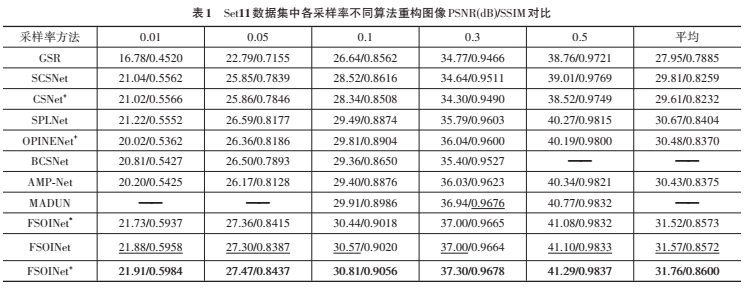 表1 Set11数据集中各采样率不同算法重构图像PSNR(dB)/SSIM对比
采样率方法 0.01 0.05 0.1 0.3 0.5 平均
GSR 16.78/0.4520 22.79/0.7155 26.64/0.8562 34.77/0.9466 38.76/0.9721 27.95/0.7885
SCSNet 21.04/0.5562 25.85/0.7839 28.52/0.8616 34.64/0.9511 39.01/0.9769 29.81/0.8259
CSNet* 21.02/0.5566 25.86/0.7846 28.34/0.8508 34.30/0.9490 38.52/0.9749 29.61/0.8232
SPLNet 21.22/0.5552 26.59/0.8177 29.49/0.8874 35.79/0.9603 40.27/0.9815 30.67/0.8404
OPINENet* 20.02/0.5362 26.36/0.8186 29.81/0.8904 36.04/0.9600 40.19/0.9800 30.48/0.8370
BCSNet 20.81/0.5427 26.50/0.7893 29.36/0.8650 35.40/0.9527 —— ——
AMP-Net 20.20/0.5425 26.17/0.8128 29.40/0.8876 36.03/0.9623 40.34/0.9821 30.43/0.8375
MADUN —— —— 29.91/0.8986 36.94/0.9676 40.77/0.9832 ——
FSOINet* 21.73/0.5937 27.36/0.8415 30.44/0.9018 37.00/0.9665 41.08/0.9832 31.52/0.8573
FSOINet 21.88/0.5958 27.30/0.8387 30.57/0.9020 37.00/0.9664 41.10/0.9833 31.57/0.8572
FSOINet* 21.91/0.5984 27.47/0.8437 30.81/0.9056 37.30/0.9678 41.29/0.9837 31.76/0.8600